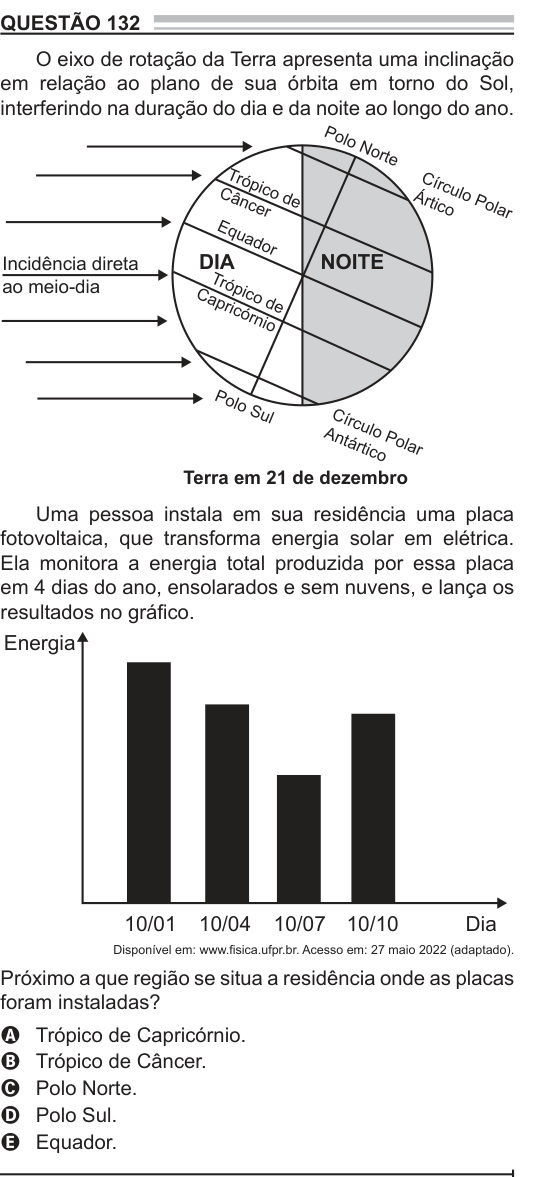 QUESTÃO 132
O eixo de rotação da Terra apresenta uma inclinação
em relação ao plano de sua órbita em torno do Sol,
interferindo na duração do dia e da noite ao longo do ano.
Polo Norte
Círculo Polar
Ártico
Trópico de
Câncer
Equador
Incidência direta
ao meio-dia
DIA
NOITE
Trópico de
Capricórnio
Polo Sul
Círculo Polar
Antártico
Terra em 21 de dezembro
Uma pessoa instala em sua residência uma placa
fotovoltaica, que transforma energia solar em elétrica.
Ela monitora a energia total produzida por essa placa
em 4 dias do ano, ensolarados e sem nuvens, e lança os
resultados no gráfico.
Energia
10/01 10/04 10/07 10/10 Dia
Disponível em: www.fisica.ufpr.br. Acesso em: 27 maio 2022 (adaptado).
Próximo a que região se situa a residência onde as placas
foram instaladas?
A Trópico de Capricórnio.
B Trópico de Câncer.
C Polo Norte.
D Polo Sul.
E Equador.